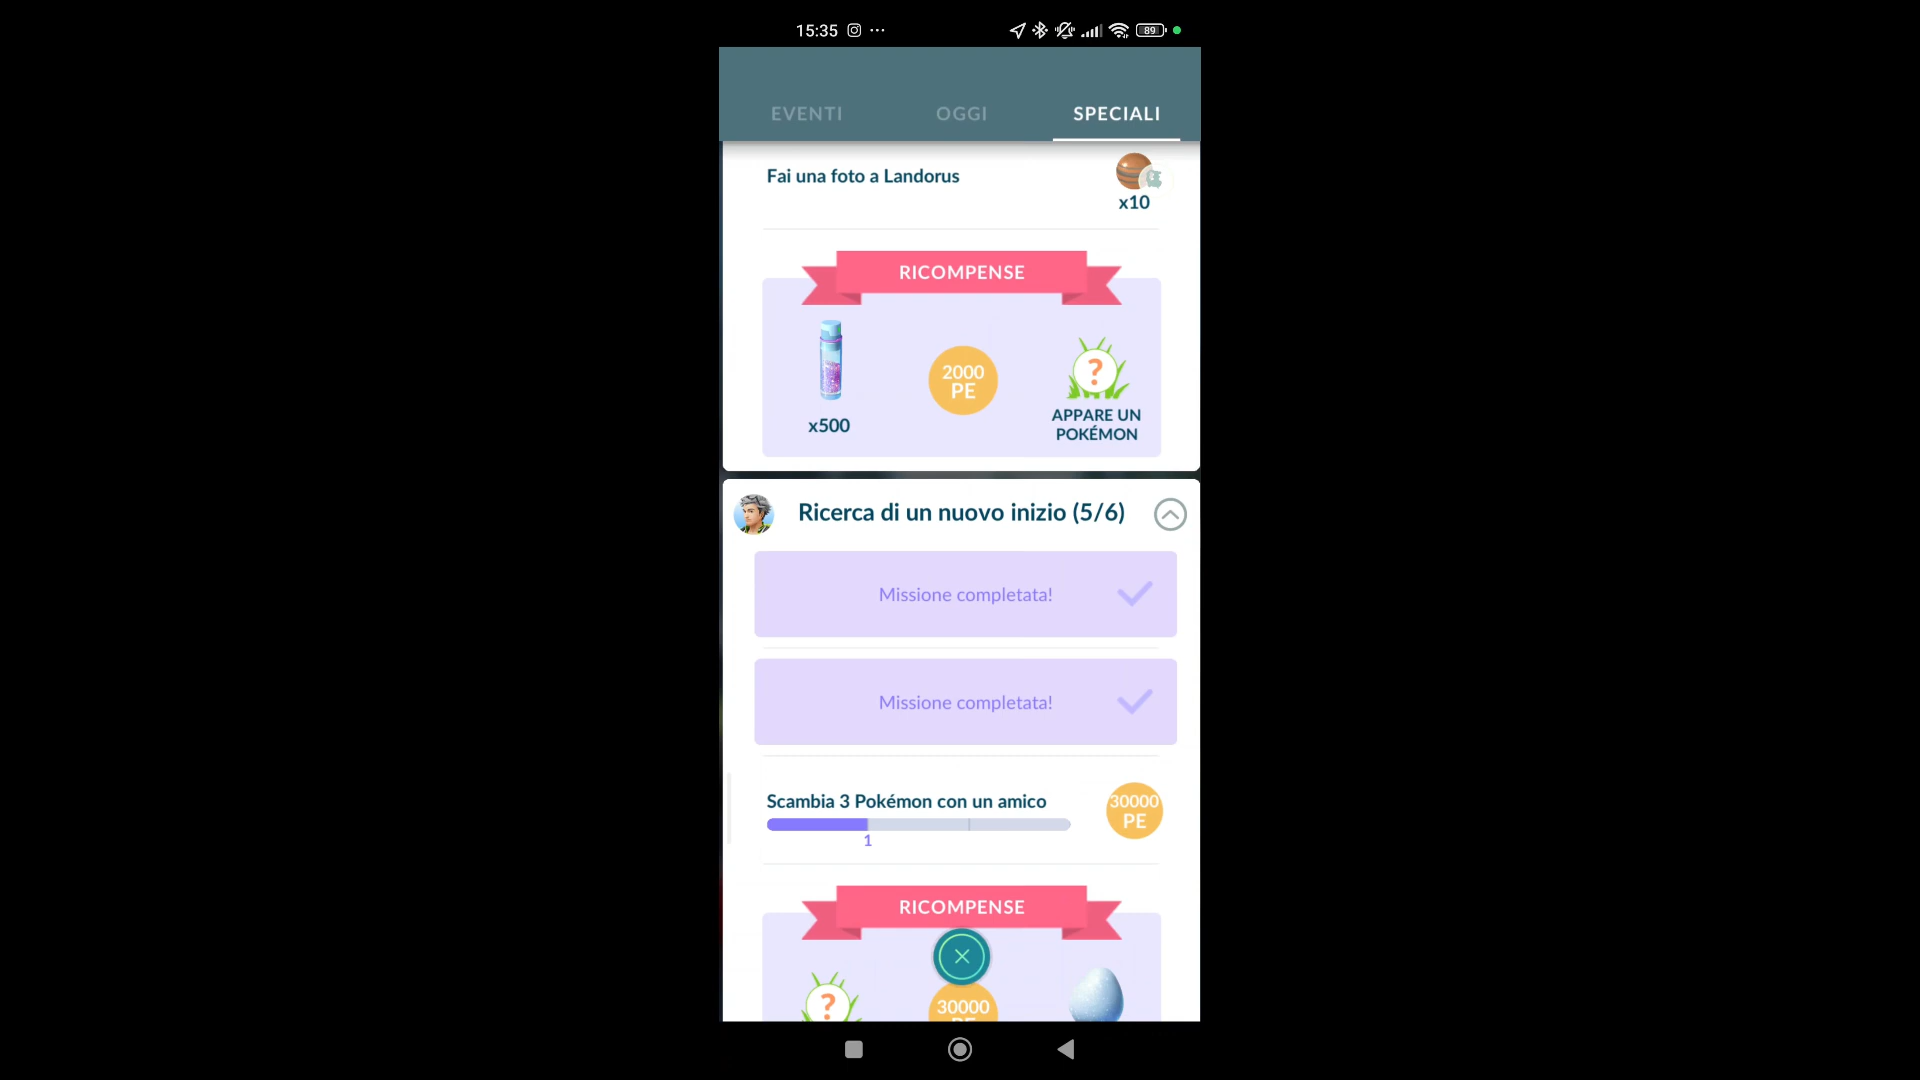 15:35
89
EVENTI
OGGI
SPECIALI
Fai una foto a Landorus
x10
RICOMPENSE
2000
PE
x500
APPARE UN
POKÉMON
Ricerca di un nuovo inizio (5/6)
Missione completata!
Missione completata!
Scambia 3 Pokémon con un amico
1
30000
PE
RICOMPENSE
30000
PE